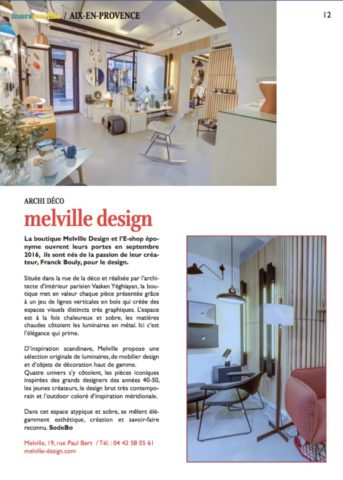 marsbouille / AIX-EN-PROVENCE
12
ARCHI DÉCO
melville design
La boutique Melville Design et l'E-shop épo-
nyme ouvrent leurs portes en septembre
2016, ils sont nés de la passion de leur créa-
teur, Franck Bouly, pour le design.
Située dans la rue de la déco et réalisée par l'archi-
tecte d'intérieur parisien Vasken Yéghiayan, la bou-
tique met en valeur chaque pièce présentée grâce
à un jeu de lignes verticales en bois qui créée des
espaces visuels distincts très graphiques. L'espace
est à la fois chaleureux et sobre, les matières
chaudes côtoient les luminaires en métal. Ici c'est
l'élégance qui prime.
D'inspiration scandinave, Melville propose une
sélection originale de luminaires, de mobilier design
et d'objets de décoration haut de gamme.
Quatre univers s'y côtoient, les pièces iconiques
inspirées des grands designers des années 40-50,
les jeunes créateurs, le design brut très contempo-
rain et l'outdoor coloré d'inspiration méridionale.
Dans cet espace atypique et sobre, se mêlent élé-
gamment esthétique, création et savoir-faire
reconnu. SodeBo
Melville, 19, rue Paul Bert / Tél. : 04 42 58 05 61
melville-design.com